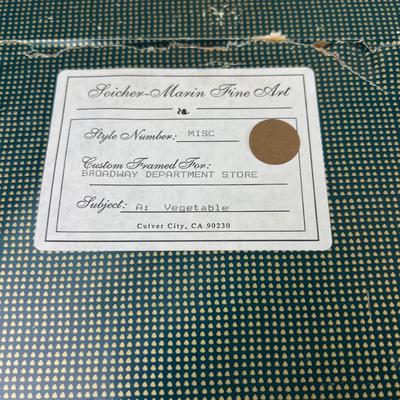 Soicher-Marin Fine Art
Style Number: MISC
Custom Framed For:
BROADWAY DEPARTMENT STORE
Subject: A: Vegetable
Culver City, CA 90230